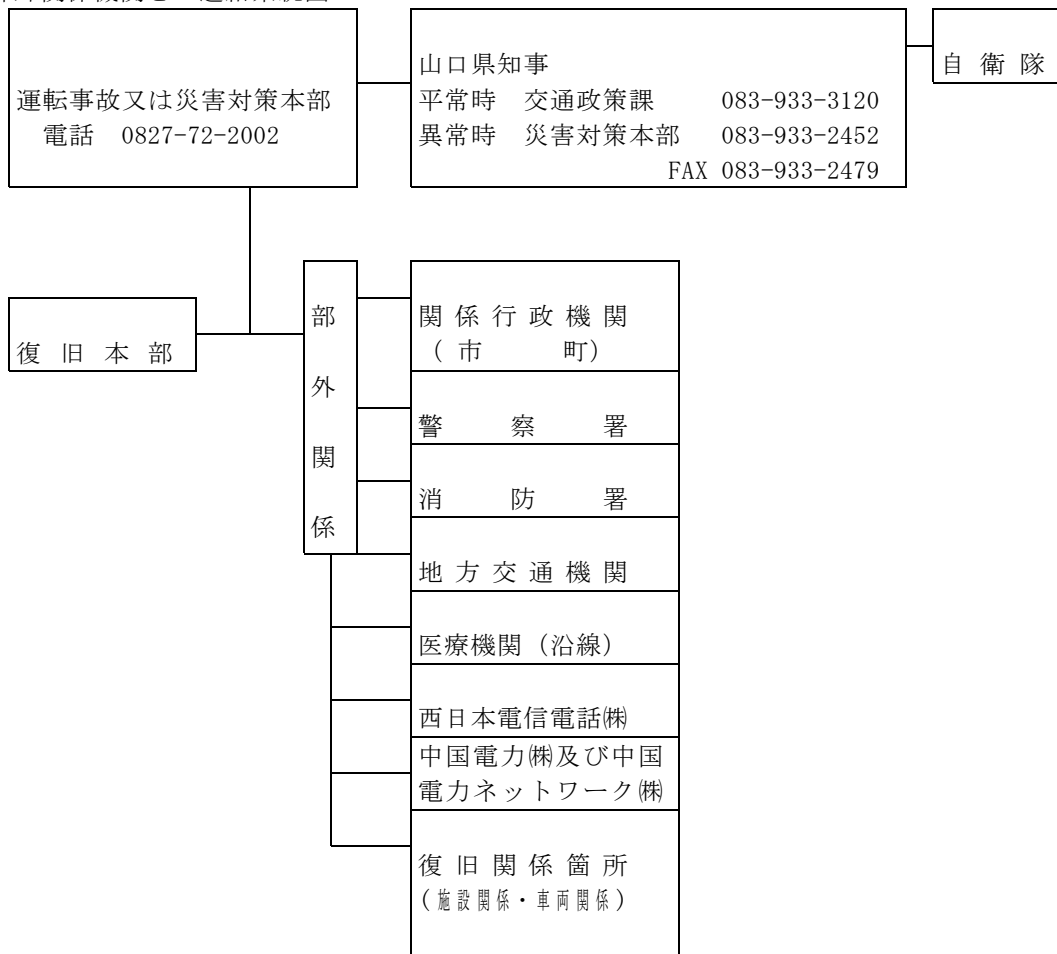 運転事故又は災害対策本部
電話 0827-72-2002
山口県知事
平常時 交通政策課 083-933-3120
異常時 災害対策本部 083-933-2452
FAX 083-933-2479
自衛隊
復旧本部
部外関係
関係行政機関
(市 町)
警察署
消防署
地方交通機関
医療機関(沿線)
西日本電信電話㈱
中国電力㈱及び中国
電力ネットワーク㈱
復旧関係箇所
(施設関係・車両関係)